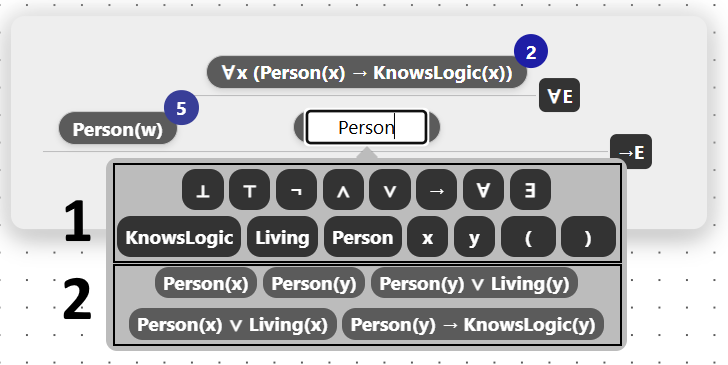 2
∀x (Person(x) → KnowsLogic(x))
∀E
5
Person(w)
Person
→E
1
⊥ ⊤ ¬ ∧ ∨ → ∀ ∃
KnowsLogic Living Person x y ( )
2
Person(x) Person(y) Person(y) ∨ Living(y)
Person(x) ∨ Living(x) Person(y) → KnowsLogic(y)